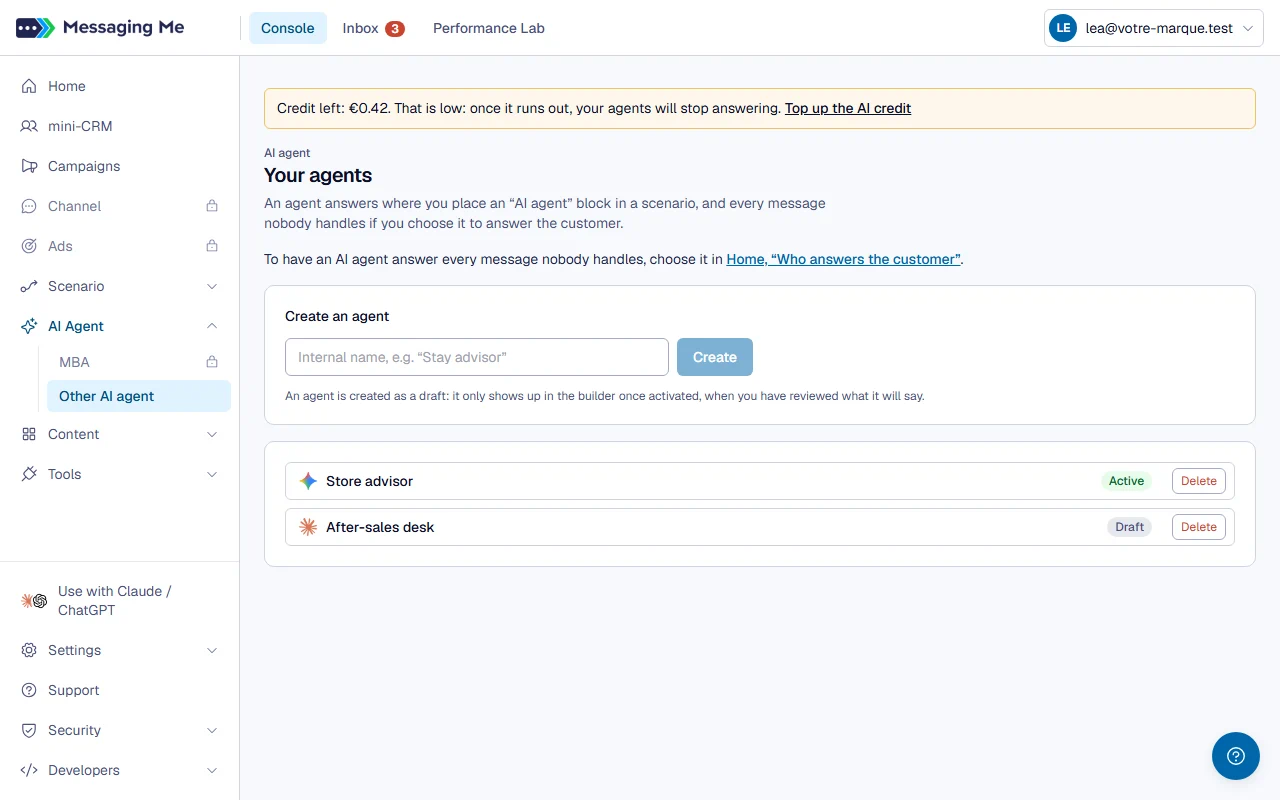 Messaging Me
Console
Inbox 3
Performance Lab
LE lea@votre-marque.test
Home
mini-CRM
Campaigns
Channel
Ads
Scenario
AI Agent
MBA
Other AI agent
Content
Tools
Use with Claude /
ChatGPT
Settings
Support
Security
Developers
Credit left: €0.42. That is low: once it runs out, your agents will stop answering. Top up the AI credit
AI agent
Your agents
An agent answers where you place an “AI agent” block in a scenario, and every message
nobody handles if you choose it to answer the customer.
To have an AI agent answer every message nobody handles, choose it in Home, “Who answers the customer”.
Create an agent
Internal name, e.g. “Stay advisor”
Create
An agent is created as a draft: it only shows up in the builder once activated, when you have reviewed what it will say.
Store advisor Active Delete
After-sales desk Draft Delete